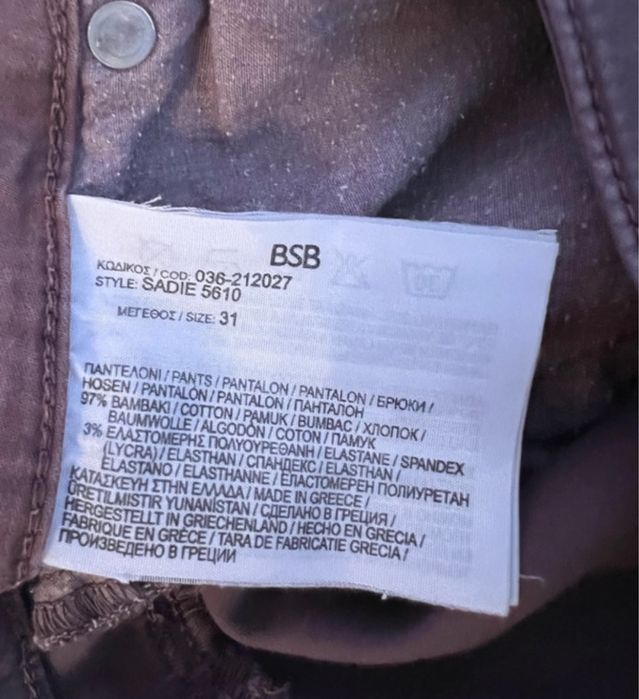 BSB
ΚΩΔΙΚΟΣ / COD: 036-212027
STYLE: SADIE 5610
ΜΕΓΕΘΟΣ / SIZE: 31
ΠΑΝΤΕΛΟΝΙ / PANTS / PANTALON / PANTALON / БРЮКИ /
HOSEN / PANTALÓN / PANTALON / ПАНТАЛОН
97% ΒΑΜΒΑΚΙ / COTTON / PAMUK / BUMBAC / ХЛОПОК /
BAUMWOLLE / ALGODÓN / COTON / ПАМУК
3% ΕΛΑΣΤΟΜΕΡΗΣ ΠΟΛΥΟΥΡΕΘΑΝΗ / ELASTANE / SPANDEX
(LYCRA) / ELASTHAN / СПАНДЕКС / ELASTHAN /
ELASTANO / ELASTHANNE / ЕЛАСТОМЕРЕН ПОЛИУРЕТАН
ΚΑΤΑΣΚΕΥΗ ΣΤΗΝ ΕΛΛΑΔΑ / MADE IN GREECE /
ÜRETILMISTIR YUNANİSTAN / СДЕЛАНО В ГРЕЦИЯ /
HERGESTELLT IN GRIECHENLAND / HECHO EN GRECIA /
FABRIQUE EN GRÈCE / TARA DE FABRICATIE GRECIA /
ПРОИЗВЕДЕНО В ГРЕЦИИ